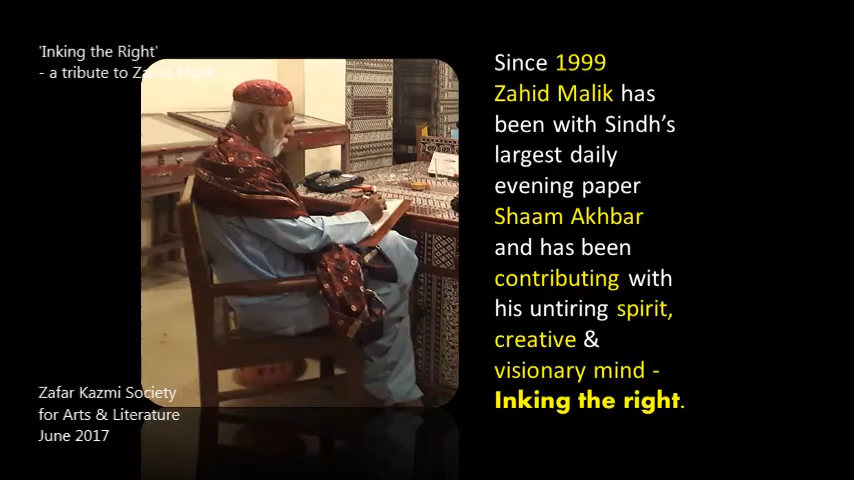 'Inking the Right'
- a tribute to Zahid Malik
Since 1999
Zahid Malik has
been with Sindh’s
largest daily
evening paper
Shaam Akhbar
and has been
contributing with
his untiring spirit,
creative &
visionary mind -
Inking the right.
Zafar Kazmi Society
for Arts & Literature
June 2017